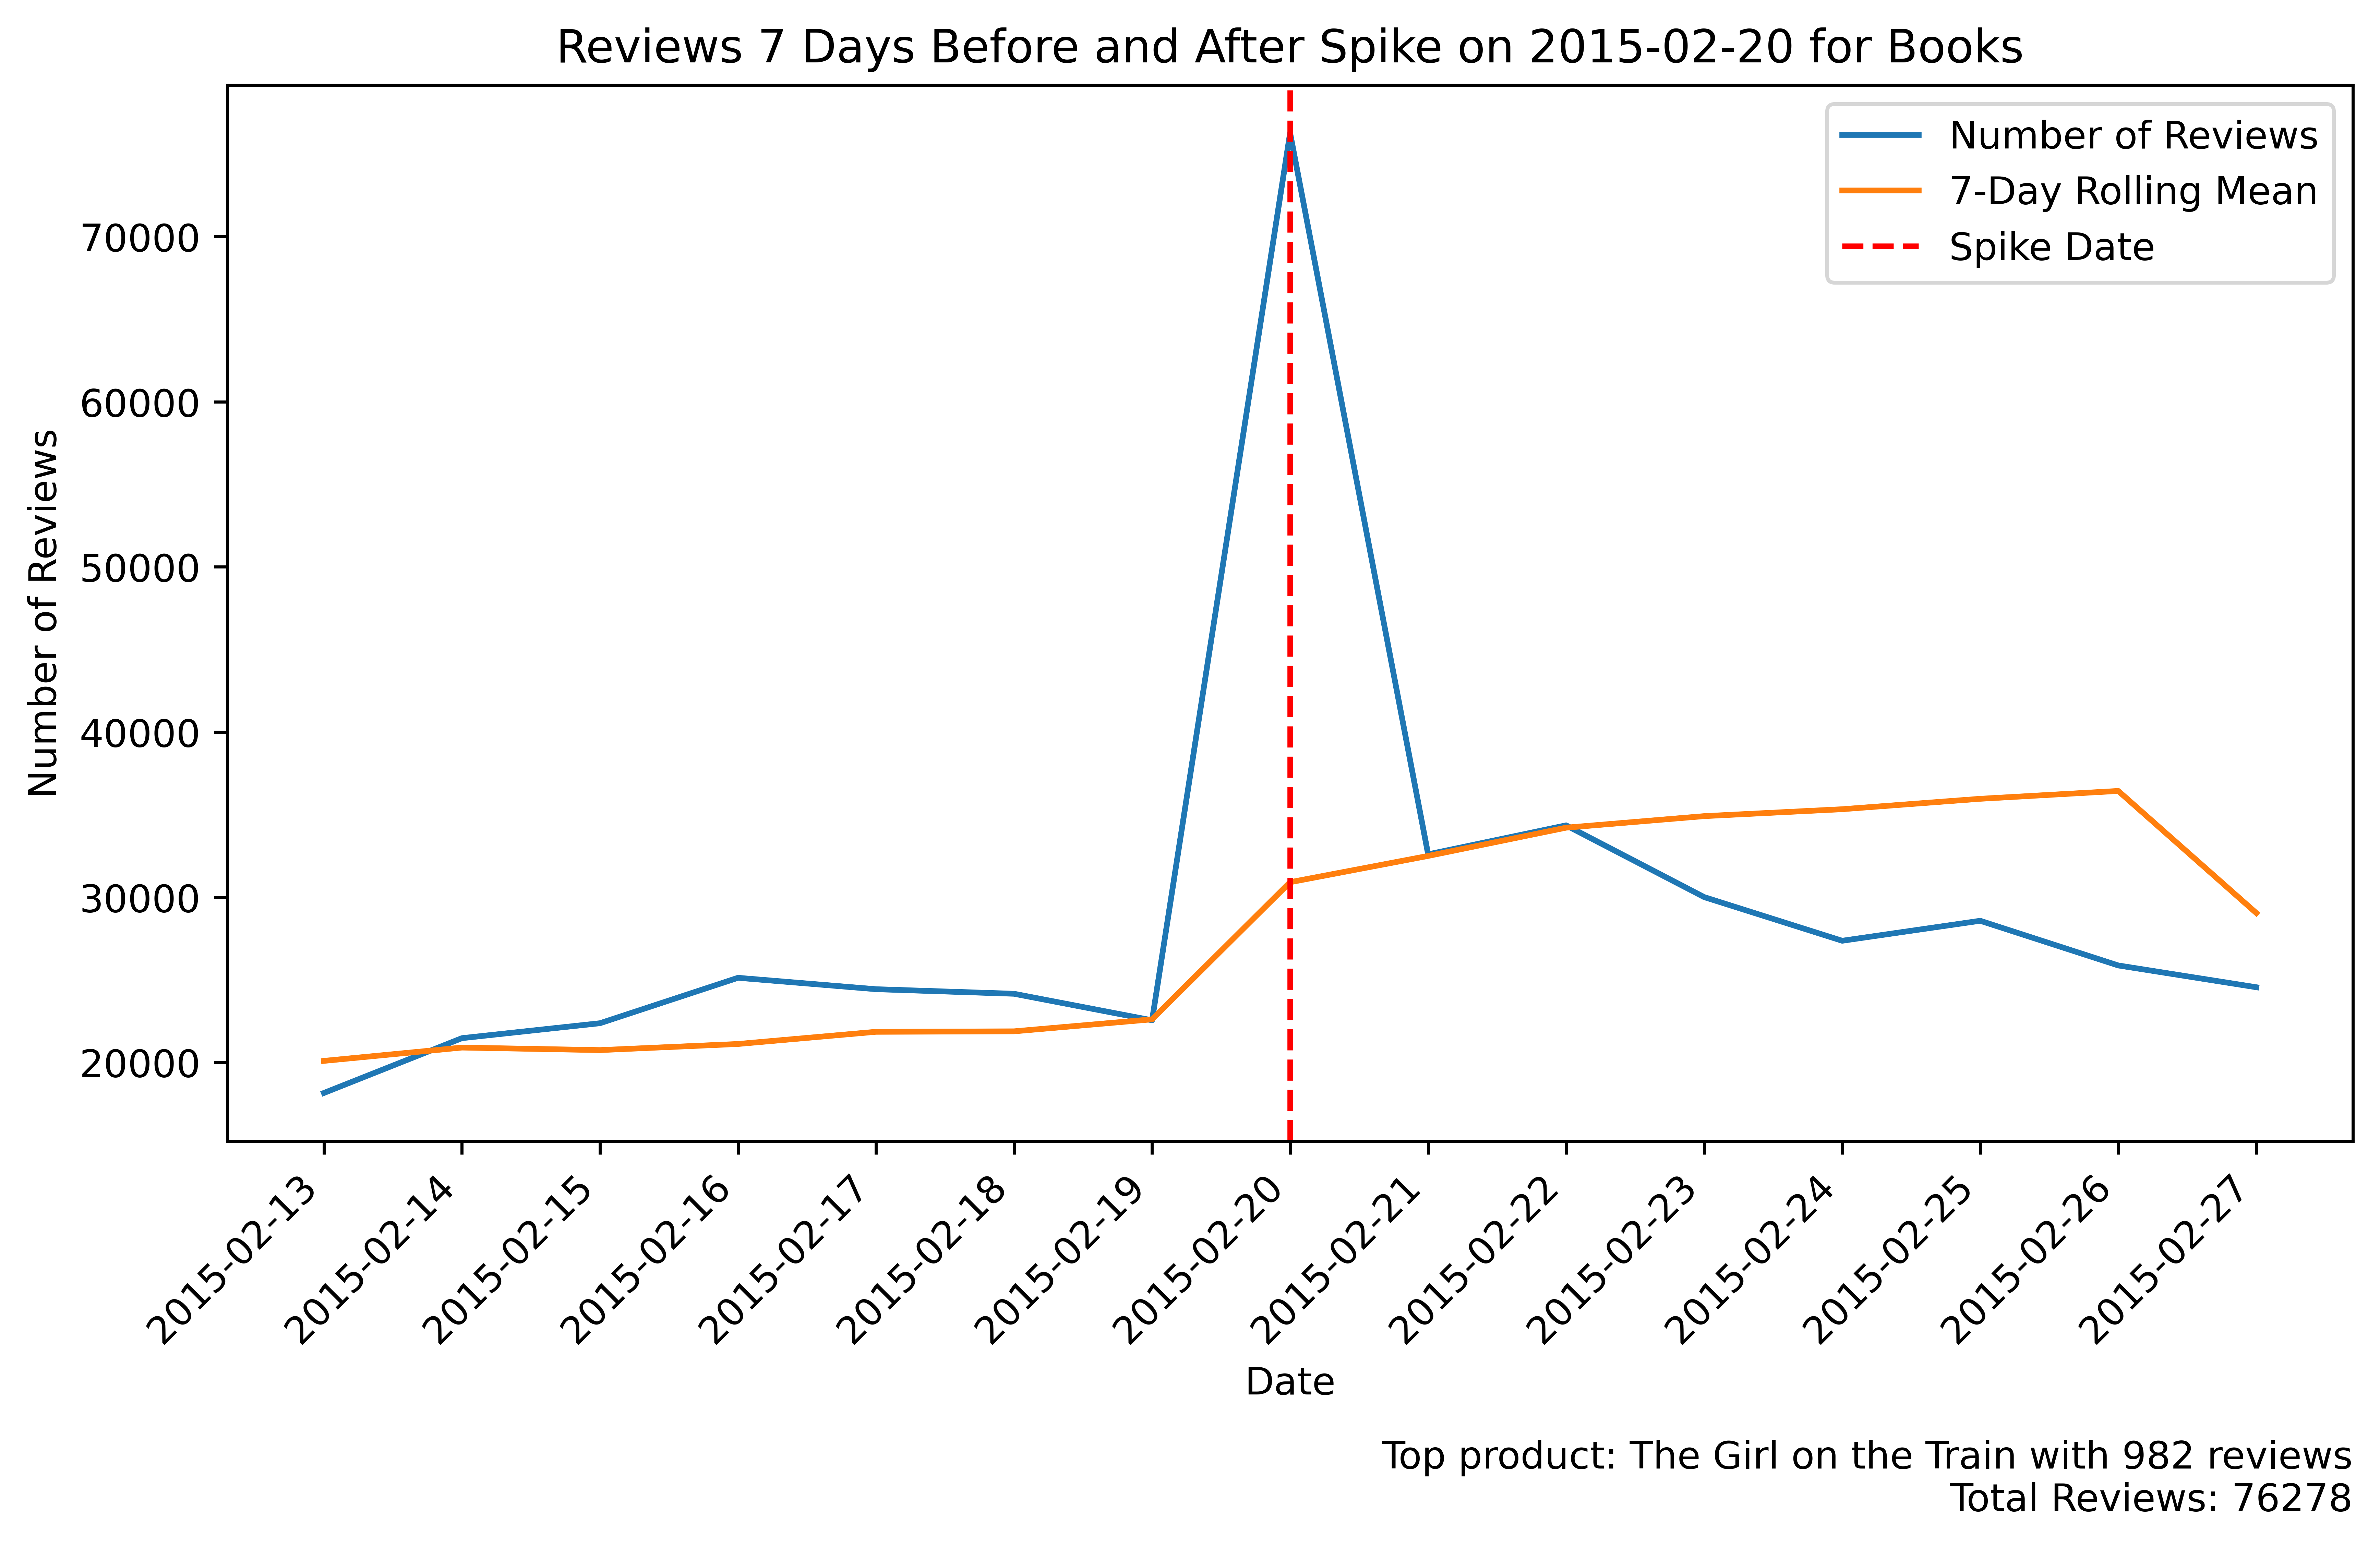 Reviews 7 Days Before and After Spike on 2015-02-20 for Books
Number of Reviews
7-Day Rolling Mean
Spike Date
Number of Reviews
70000
60000
50000
40000
30000
20000
2015-02-13
2015-02-14
2015-02-15
2015-02-16
2015-02-17
2015-02-18
2015-02-19
2015-02-20
2015-02-21
2015-02-22
2015-02-23
2015-02-24
2015-02-25
2015-02-26
2015-02-27
Date
Top product: The Girl on the Train with 982 reviews
Total Reviews: 76278